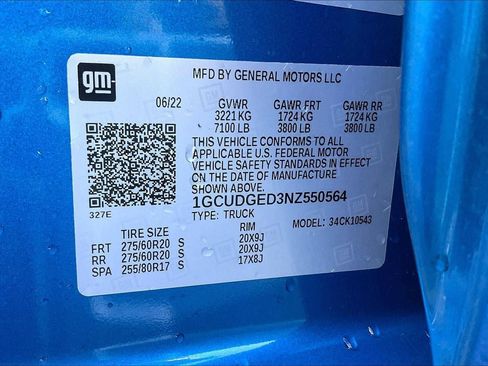 gm
MFD BY GENERAL MOTORS LLC
06/22 GVWR GAWR FRT GAWR RR
3221 KG 1724 KG 1724 KG
7100 LB 3800 LB 3800 LB
THIS VEHICLE CONFORMS TO ALL
APPLICABLE U.S. FEDERAL MOTOR
VEHICLE SAFETY STANDARDS IN EFFECT
ON THE DATE OF MANUFACTURE SHOWN ABOVE.
1GCUDGED3NZ550564
327E
TYPE: TRUCK MODEL: 34CK10543
TIRE SIZE RIM
FRT 275/60R20 S 20X9J
RR 275/60R20 S 20X9J
SPA 255/80R17 S 17X8J